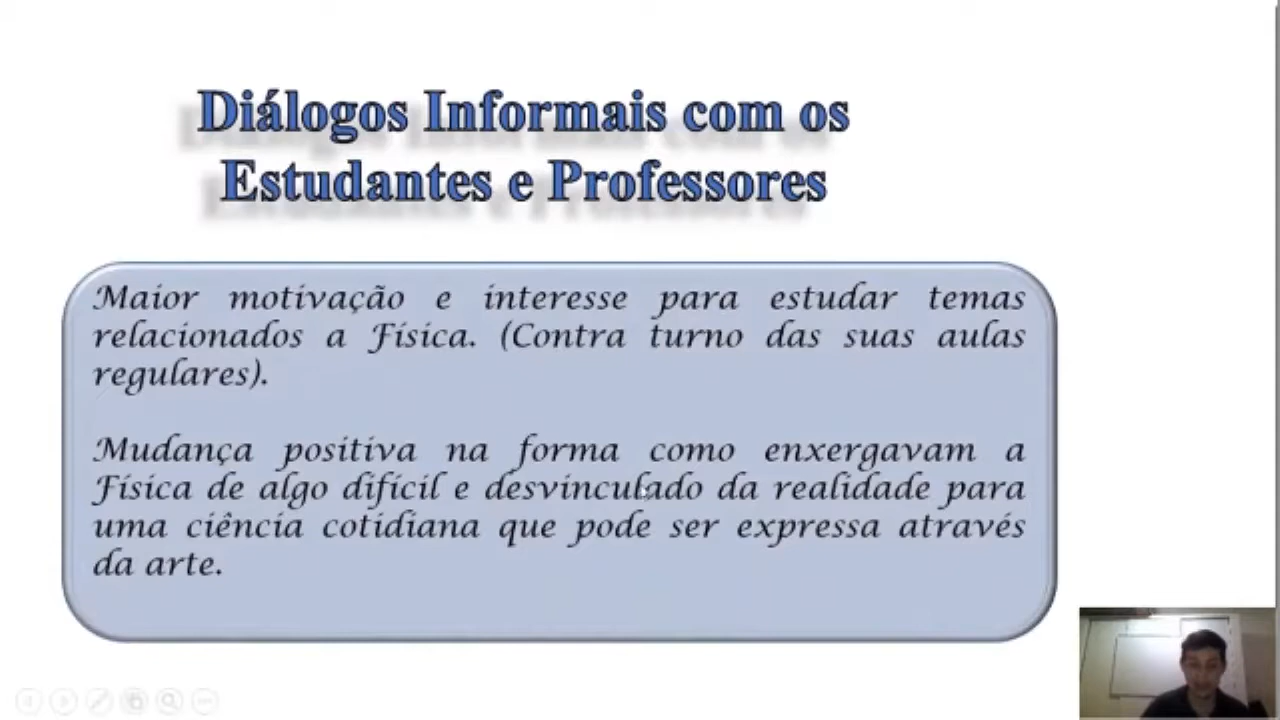 Diálogos Informais com os
Estudantes e Professores
Maior motivação e interesse para estudar temas
relacionados a Física. (Contra turno das suas aulas
regulares).
Mudança positiva na forma como enxergavam a
Física de algo difícil e desvinculado da realidade para
uma ciência cotidiana que pode ser expressa através
da arte.